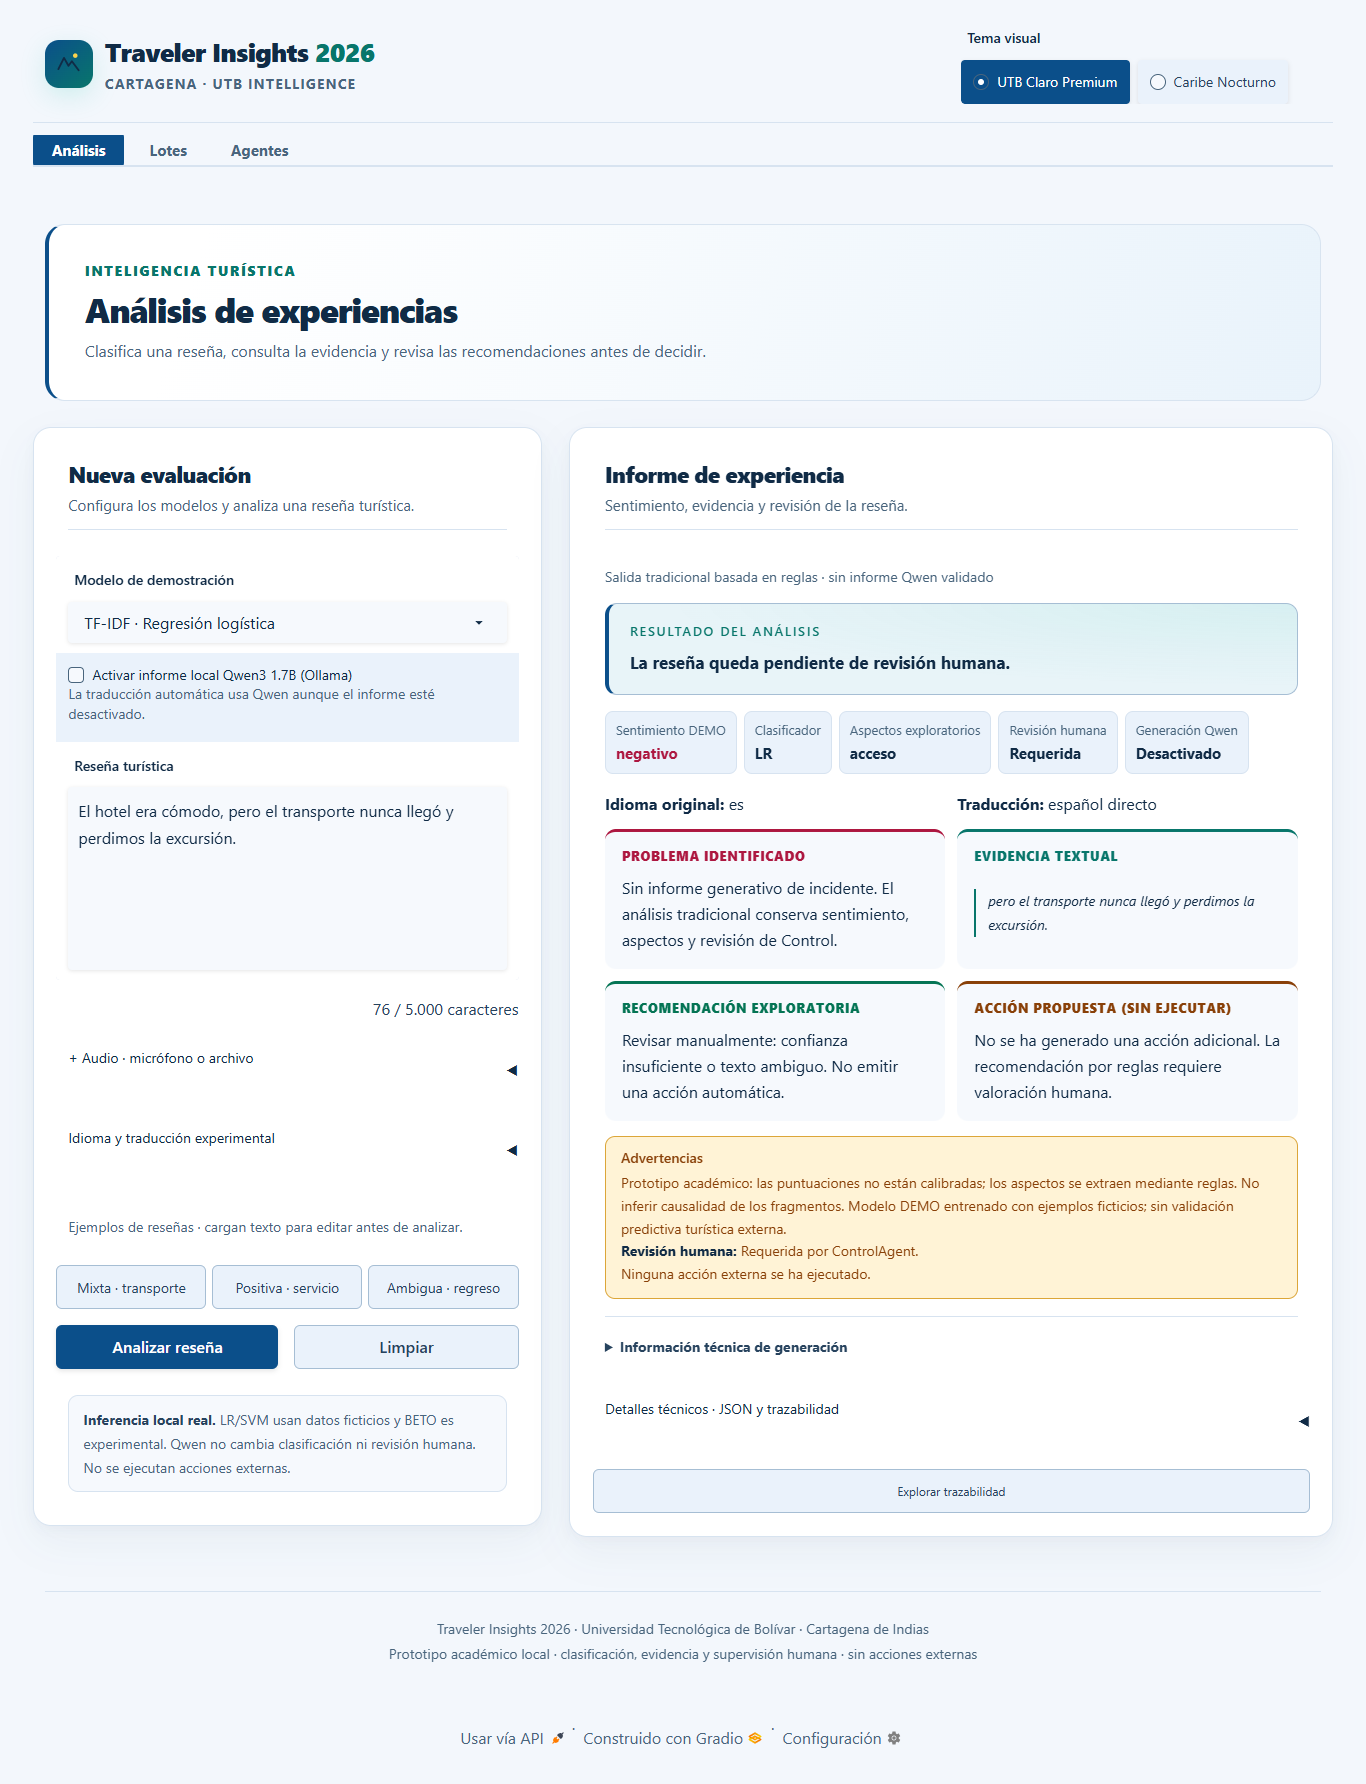 Traveler Insights 2026
CARTAGENA · UTB INTELLIGENCE
Tema visual
UTB Claro Premium
Caribe Nocturno
Análisis
Lotes
Agentes
INTELIGENCIA TURÍSTICA
Análisis de experiencias
Clasifica una reseña, consulta la evidencia y revisa las recomendaciones antes de decidir.
Nueva evaluación
Configura los modelos y analiza una reseña turística.
Modelo de demostración
TF-IDF · Regresión logística
Activar informe local Qwen3 1.7B (Ollama)
La traducción automática usa Qwen aunque el informe esté
desactivado.
Reseña turística
El hotel era cómodo, pero el transporte nunca llegó y
perdimos la excursión.
76 / 5.000 caracteres
+ Audio · micrófono o archivo
Idioma y traducción experimental
Ejemplos de reseñas · cargan texto para editar antes de analizar.
Mixta · transporte
Positiva · servicio
Ambigua · regreso
Analizar reseña
Limpiar
Inferencia local real. LR/SVM usan datos ficticios y BETO es
experimental. Qwen no cambia clasificación ni revisión humana.
No se ejecutan acciones externas.
Informe de experiencia
Sentimiento, evidencia y revisión de la reseña.
Salida tradicional basada en reglas · sin informe Qwen validado
RESULTADO DEL ANÁLISIS
La reseña queda pendiente de revisión humana.
Sentimiento DEMO
negativo
Clasificador
LR
Aspectos exploratorios
acceso
Revisión humana
Requerida
Generación Qwen
Desactivado
Idioma original: es
Traducción: español directo
PROBLEMA IDENTIFICADO
Sin informe generativo de incidente. El
análisis tradicional conserva sentimiento,
aspectos y revisión de Control.
EVIDENCIA TEXTUAL
pero el transporte nunca llegó y perdimos la
excursión.
RECOMENDACIÓN EXPLORATORIA
Revisar manualmente: confianza
insuficiente o texto ambiguo. No emitir
una acción automática.
ACCIÓN PROPUESTA (SIN EJECUTAR)
No se ha generado una acción adicional. La
recomendación por reglas requiere
valoración humana.
Advertencias
Prototipo académico: las puntuaciones no están calibradas; los aspectos se extraen mediante reglas. No
inferir causalidad de los fragmentos. Modelo DEMO entrenado con ejemplos ficticios; sin validación
predictiva turística externa.
Revisión humana: Requerida por ControlAgent.
Ninguna acción externa se ha ejecutado.
Información técnica de generación
Detalles técnicos · JSON y trazabilidad
Explorar trazabilidad
Traveler Insights 2026 · Universidad Tecnológica de Bolívar · Cartagena de Indias
Prototipo académico local · clasificación, evidencia y supervisión humana · sin acciones externas
Usar vía API · Construido con Gradio · Configuración